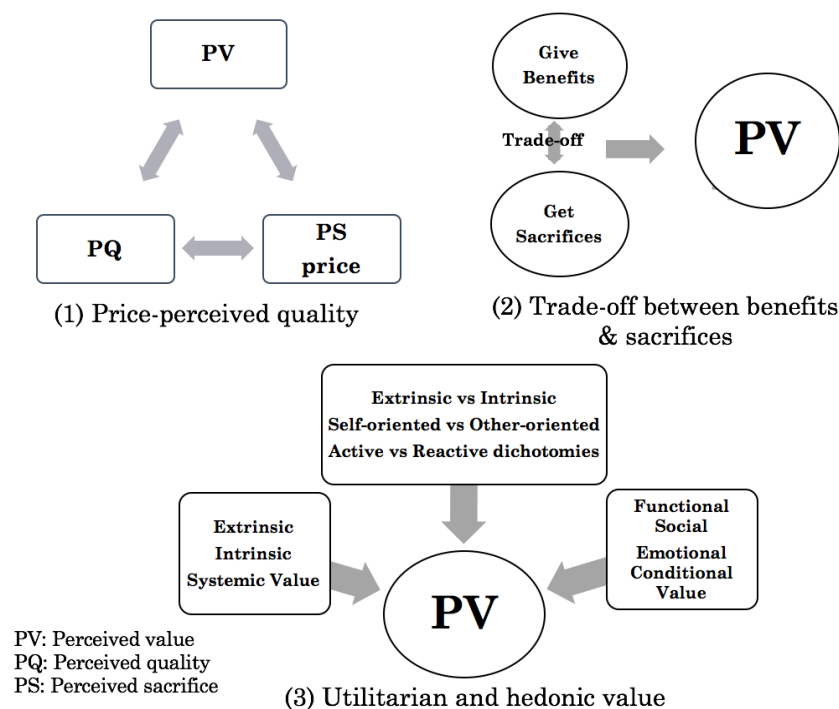 PV
PQ
PS
price
(1) Price-perceived quality
Give
Benefits
Trade-off
Get
Sacrifices
PV
(2) Trade-off between benefits
& sacrifices
Extrinsic vs Intrinsic
Self-oriented vs Other-oriented
Active vs Reactive dichotomies
Extrinsic
Intrinsic
Systemic Value
Functional
Social
Emotional
Conditional
Value
PV
PV: Perceived value
PQ: Perceived quality
PS: Perceived sacrifice
(3) Utilitarian and hedonic value